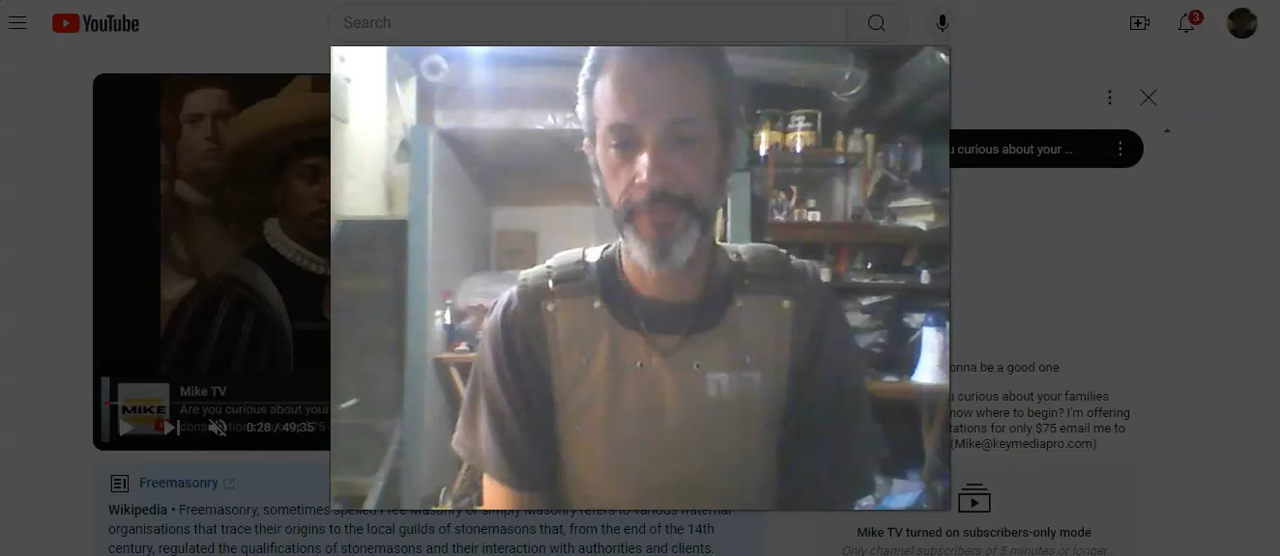 YouTube
Search
3
u curious about your ...
Mike TV
Are you curious about your
MIKE
0:28 / 49:35
onna be a good one
u curious about your families
now where to begin? I'm offering
tations for only $75 email me to
(Mike@keymediapro.com)
Freemasonry
Wikipedia • Freemasonry, sometimes spelled Free-Masonry or simply Masonry refers to various fraternal
organisations that trace their origins to the local guilds of stonemasons that, from the end of the 14th
century, regulated the qualifications of stonemasons and their interaction with authorities and clients.
Mike TV turned on subscribers-only mode
Only channel subscribers of 5 minutes or longer